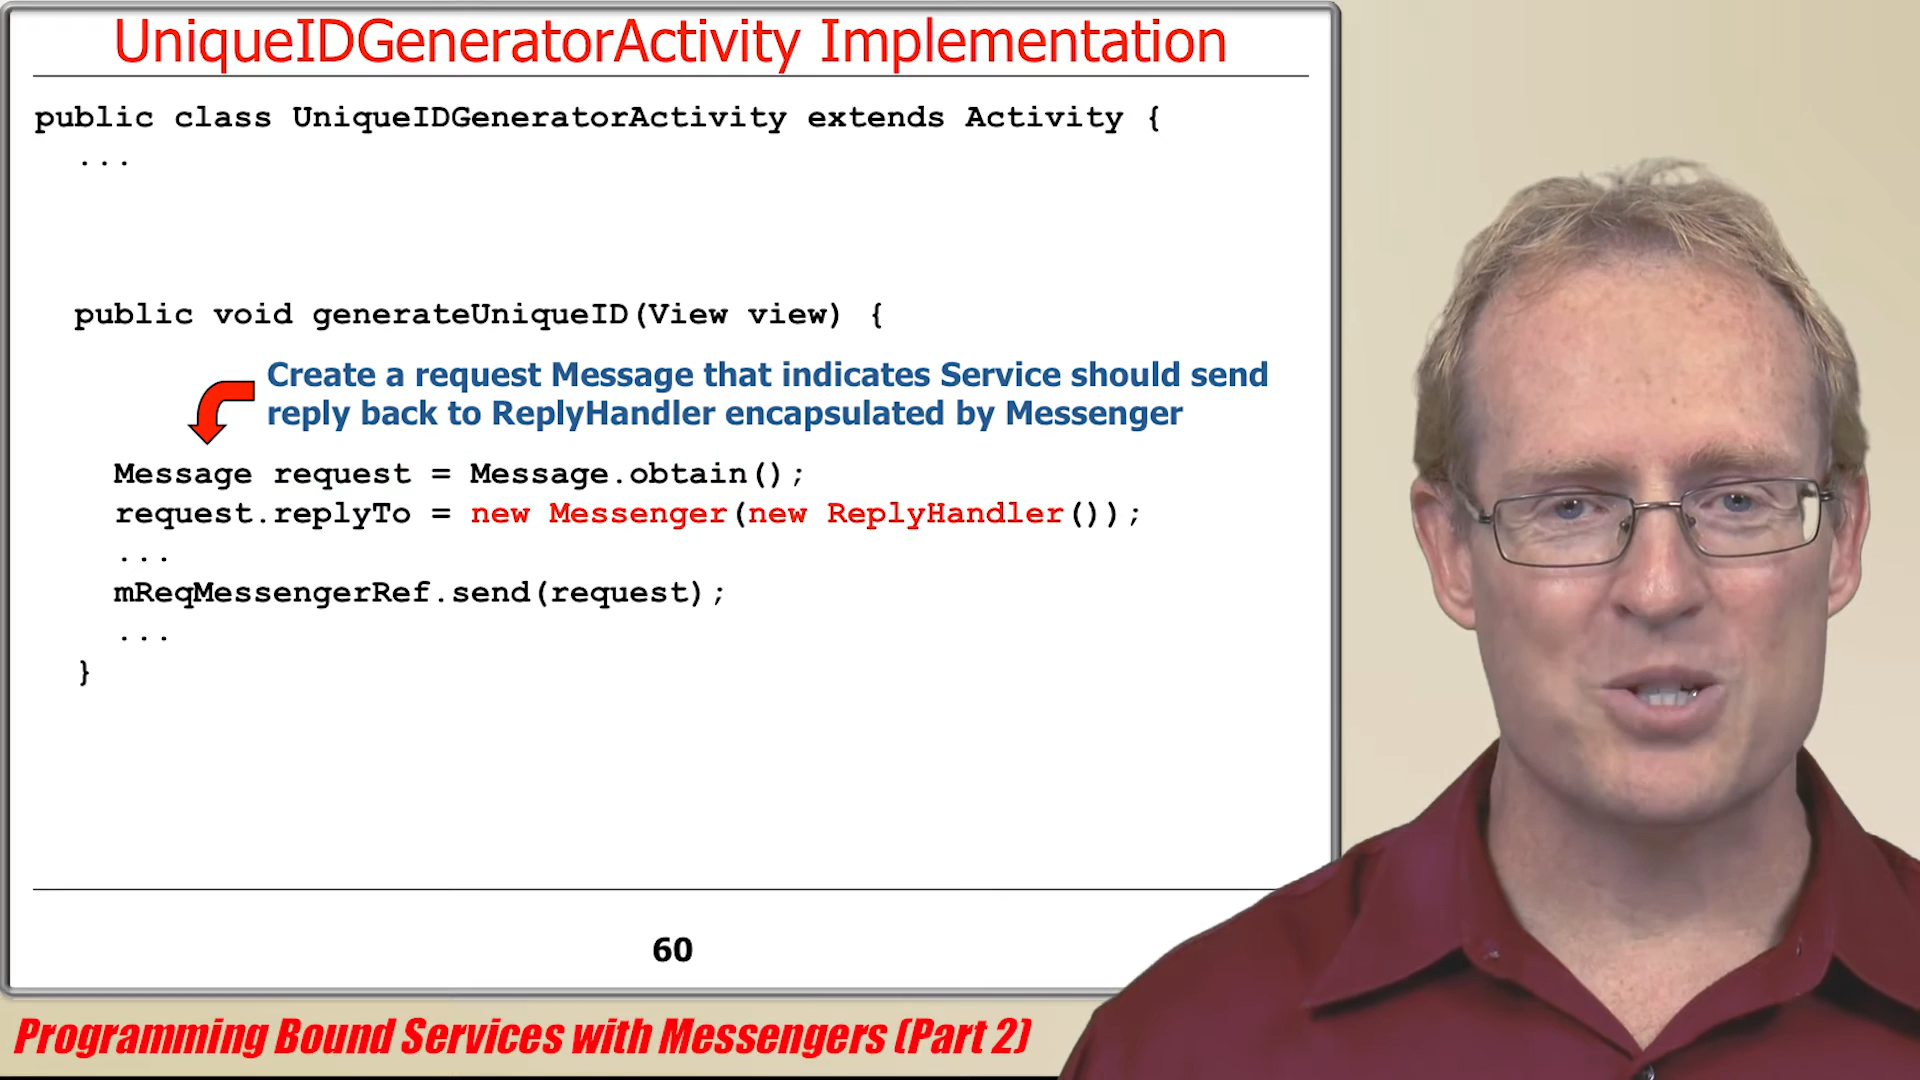 UniqueIDGeneratorActivity Implementation
public class UniqueIDGeneratorActivity extends Activity {
...
public void generateUniqueID(View view) {
Create a request Message that indicates Service should send
reply back to ReplyHandler encapsulated by Messenger
Message request = Message.obtain();
request.replyTo = new Messenger(new ReplyHandler());
...
mReqMessengerRef.send(request);
...
}
60
Programming Bound Services with Messengers (Part 2)